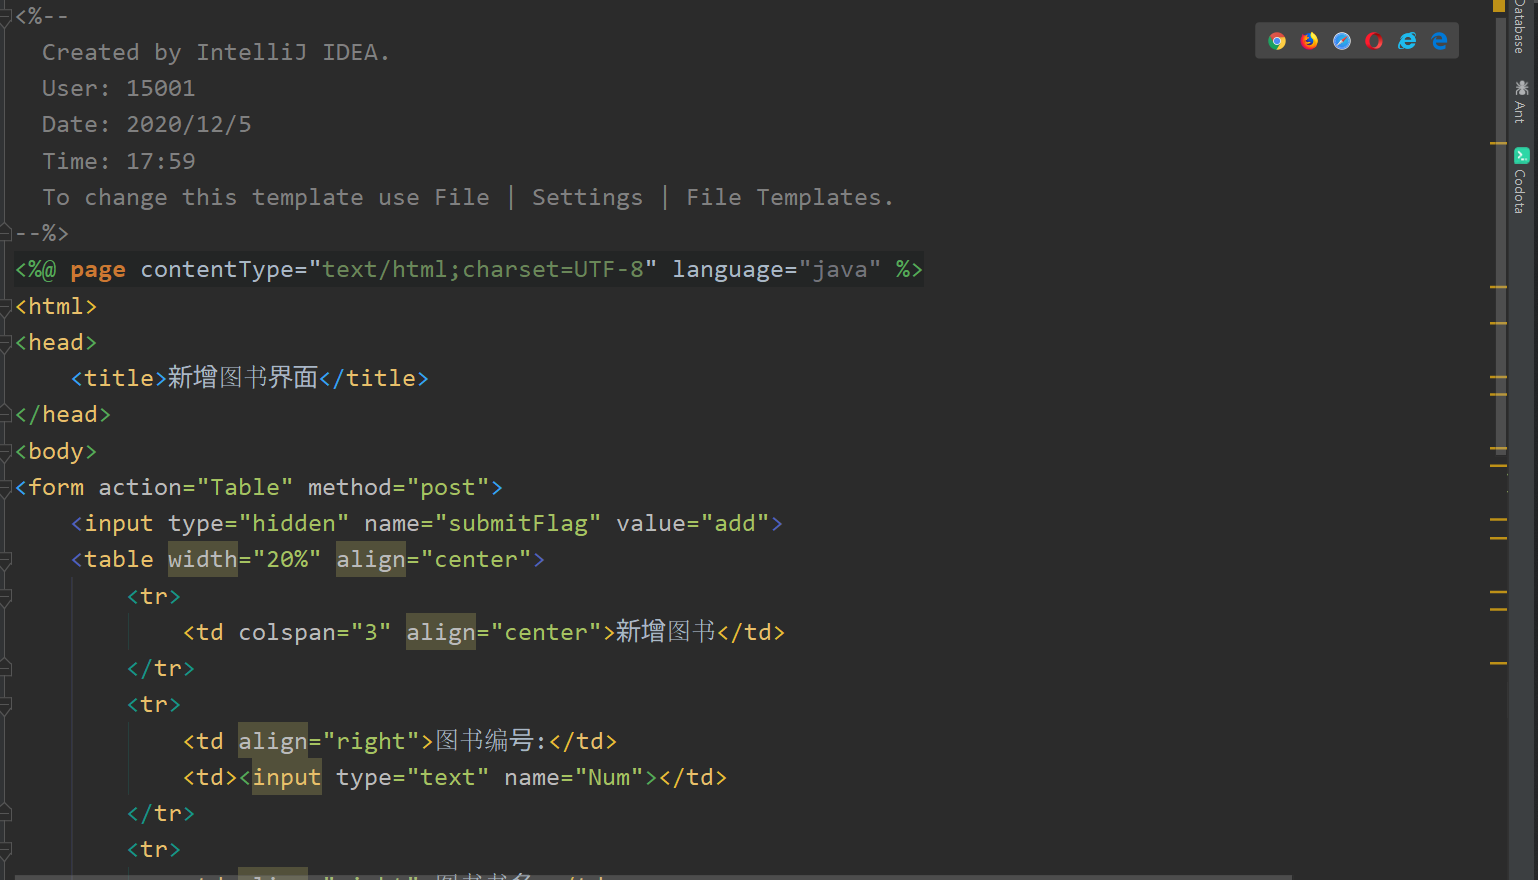 <%--
  Created by IntelliJ IDEA.
  User: 15001
  Date: 2020/12/5
  Time: 17:59
  To change this template use File | Settings | File Templates.
--%>
<%@ page contentType="text/html;charset=UTF-8" language="java" %>
<html>
<head>
    <title>新增图书界面</title>
</head>
<body>
<form action="Table" method="post">
    <input type="hidden" name="submitFlag" value="add">
    <table width="20%" align="center">
        <tr>
            <td colspan="3" align="center">新增图书</td>
        </tr>
        <tr>
            <td align="right">图书编号:</td>
            <td><input type="text" name="Num"></td>
        </tr>
        <tr>
Database
Ant
Codota